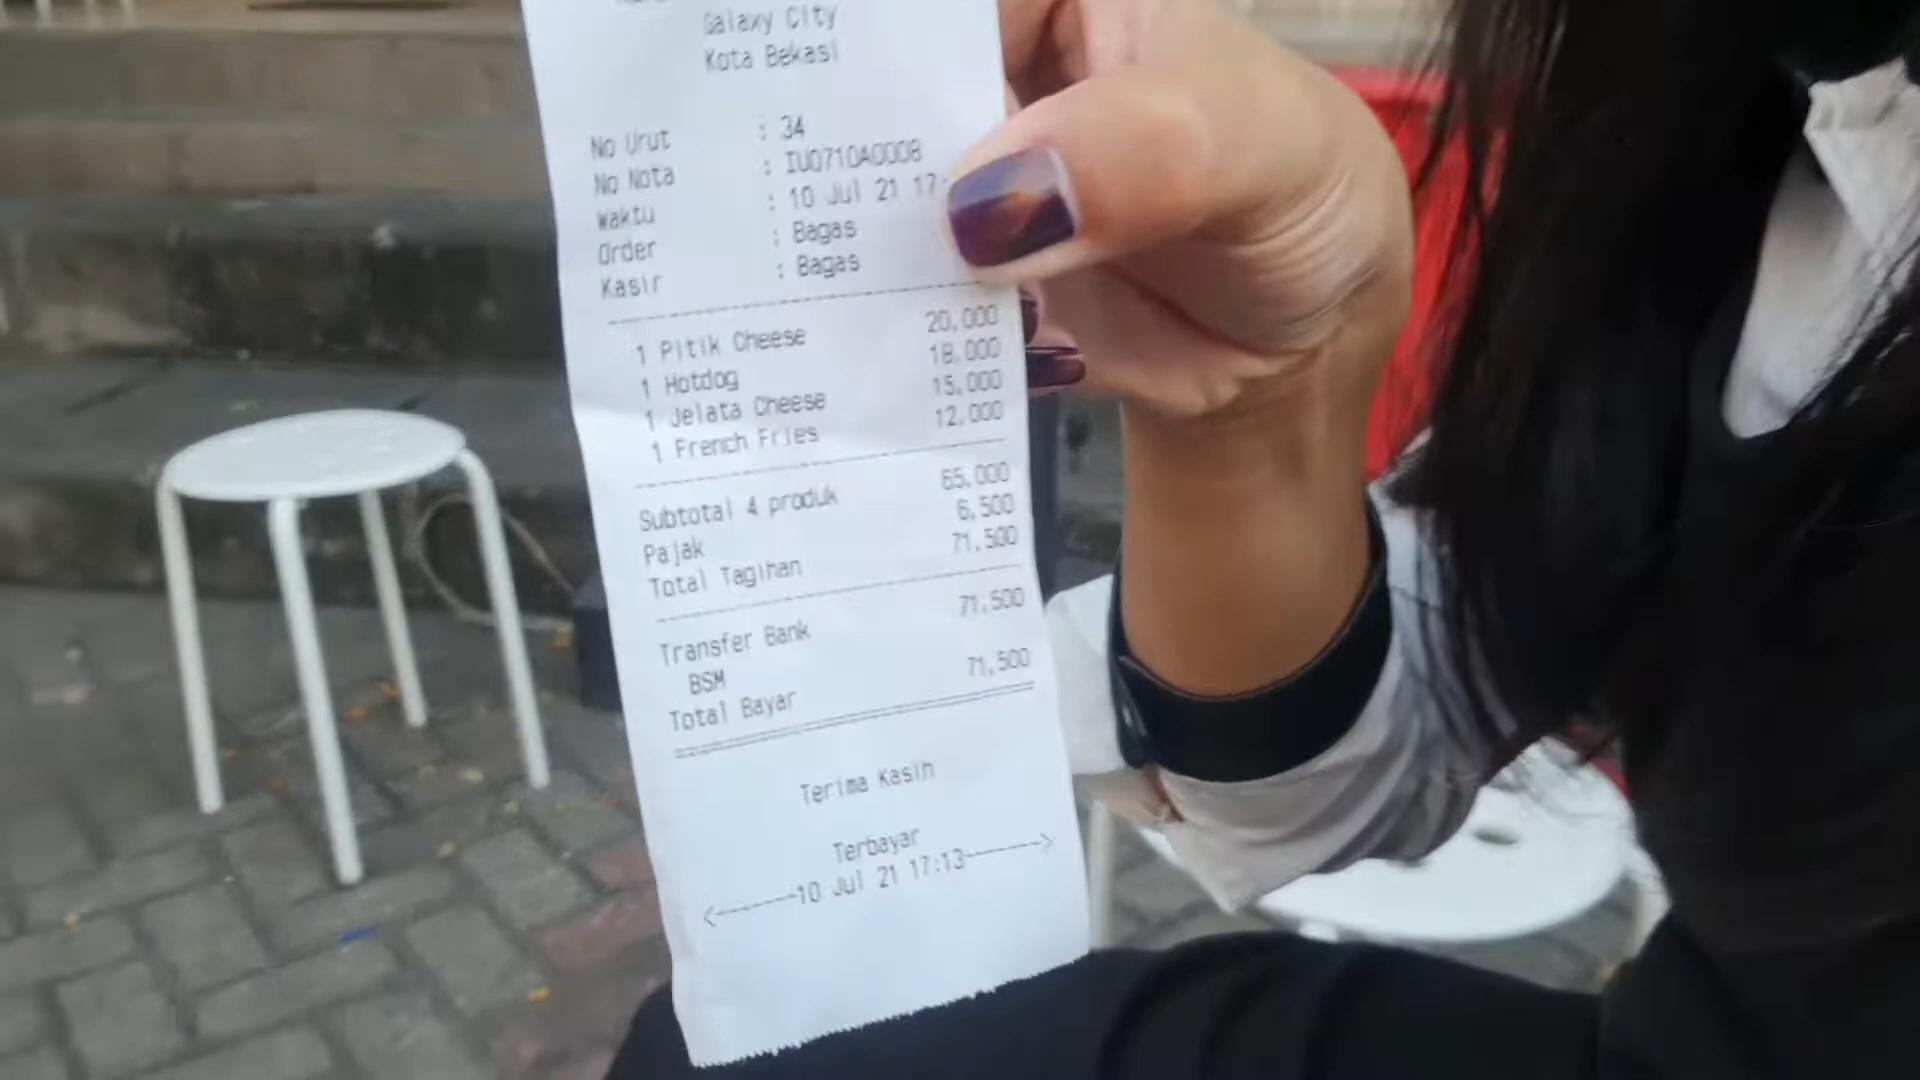 Galaxy City
Kota Bekasi
No Urut : 34
No Nota : IU0710A0008
Waktu : 10 Jul 21 17:
Order : Bagas
Kasir : Bagas
1 Pitik Cheese 20,000
1 Hotdog 18,000
1 Jelata Cheese 15,000
1 French Fries 12,000
Subtotal 4 produk 65,000
Pajak 6,500
Total Tagihan 71,500
Transfer Bank 71,500
BSM
Total Bayar 71,500
Terima Kasih
Terbayar
<------10 Jul 21 17:13------>